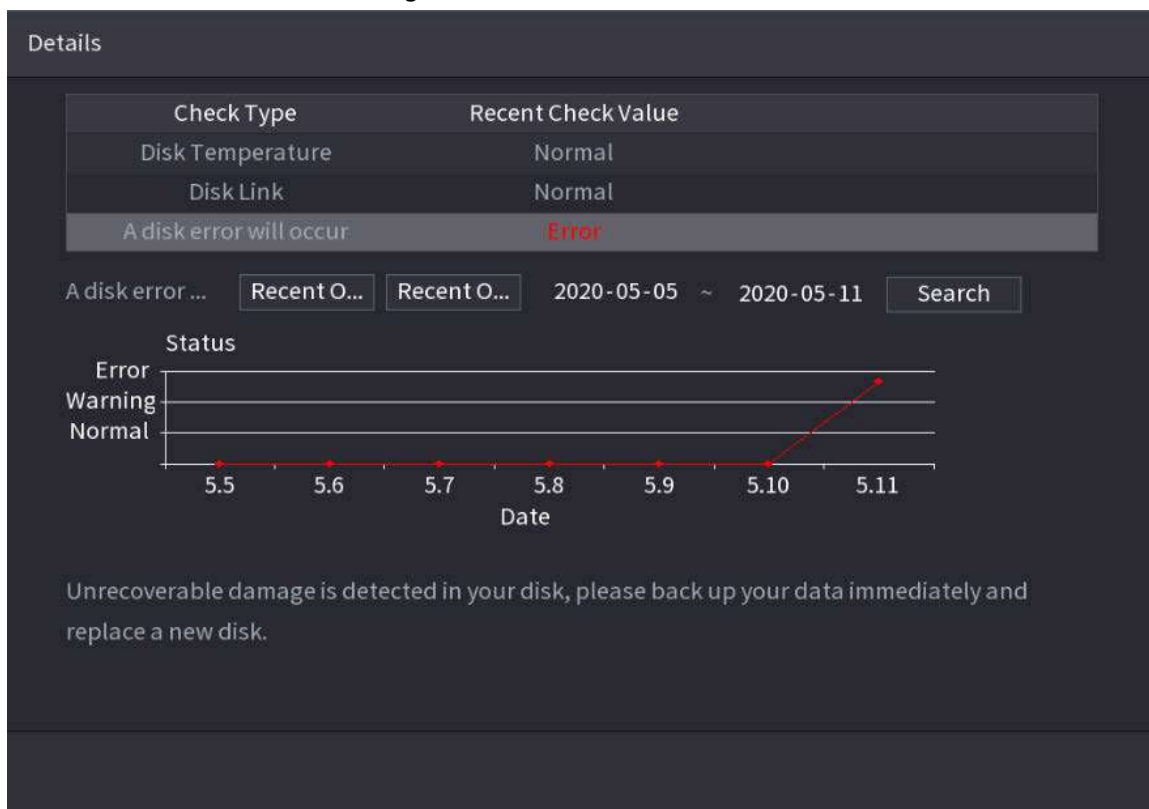 Details
Check Type Recent Check Value
Disk Temperature Normal
Disk Link Normal
A disk error will occur Error
A disk error ... Recent O... Recent O... 2020-05-05 ~ 2020-05-11 Search
Status
Error
Warning
Normal
5.5 5.6 5.7 5.8 5.9 5.10 5.11
Date
Unrecoverable damage is detected in your disk, please back up your data immediately and
replace a new disk.